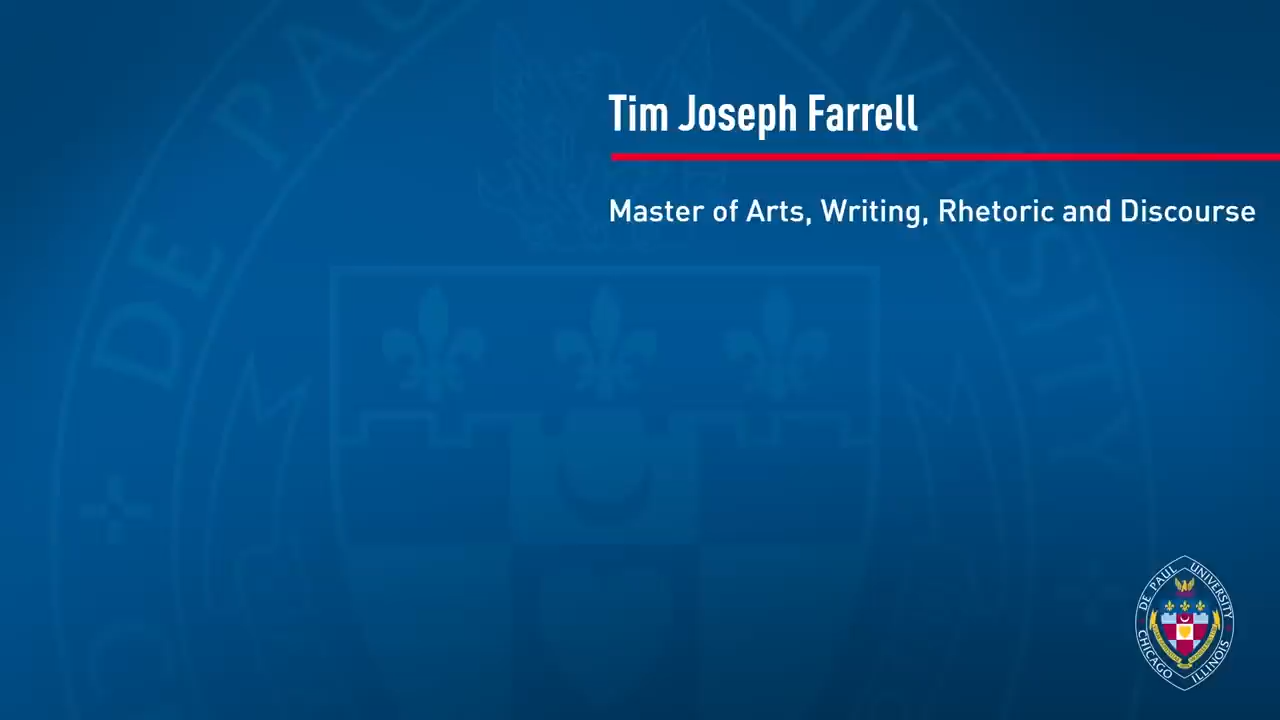 Tim Joseph Farrell
Master of Arts, Writing, Rhetoric and Discourse
DE PAUL UNIVERSITY
CHICAGO ILLINOIS